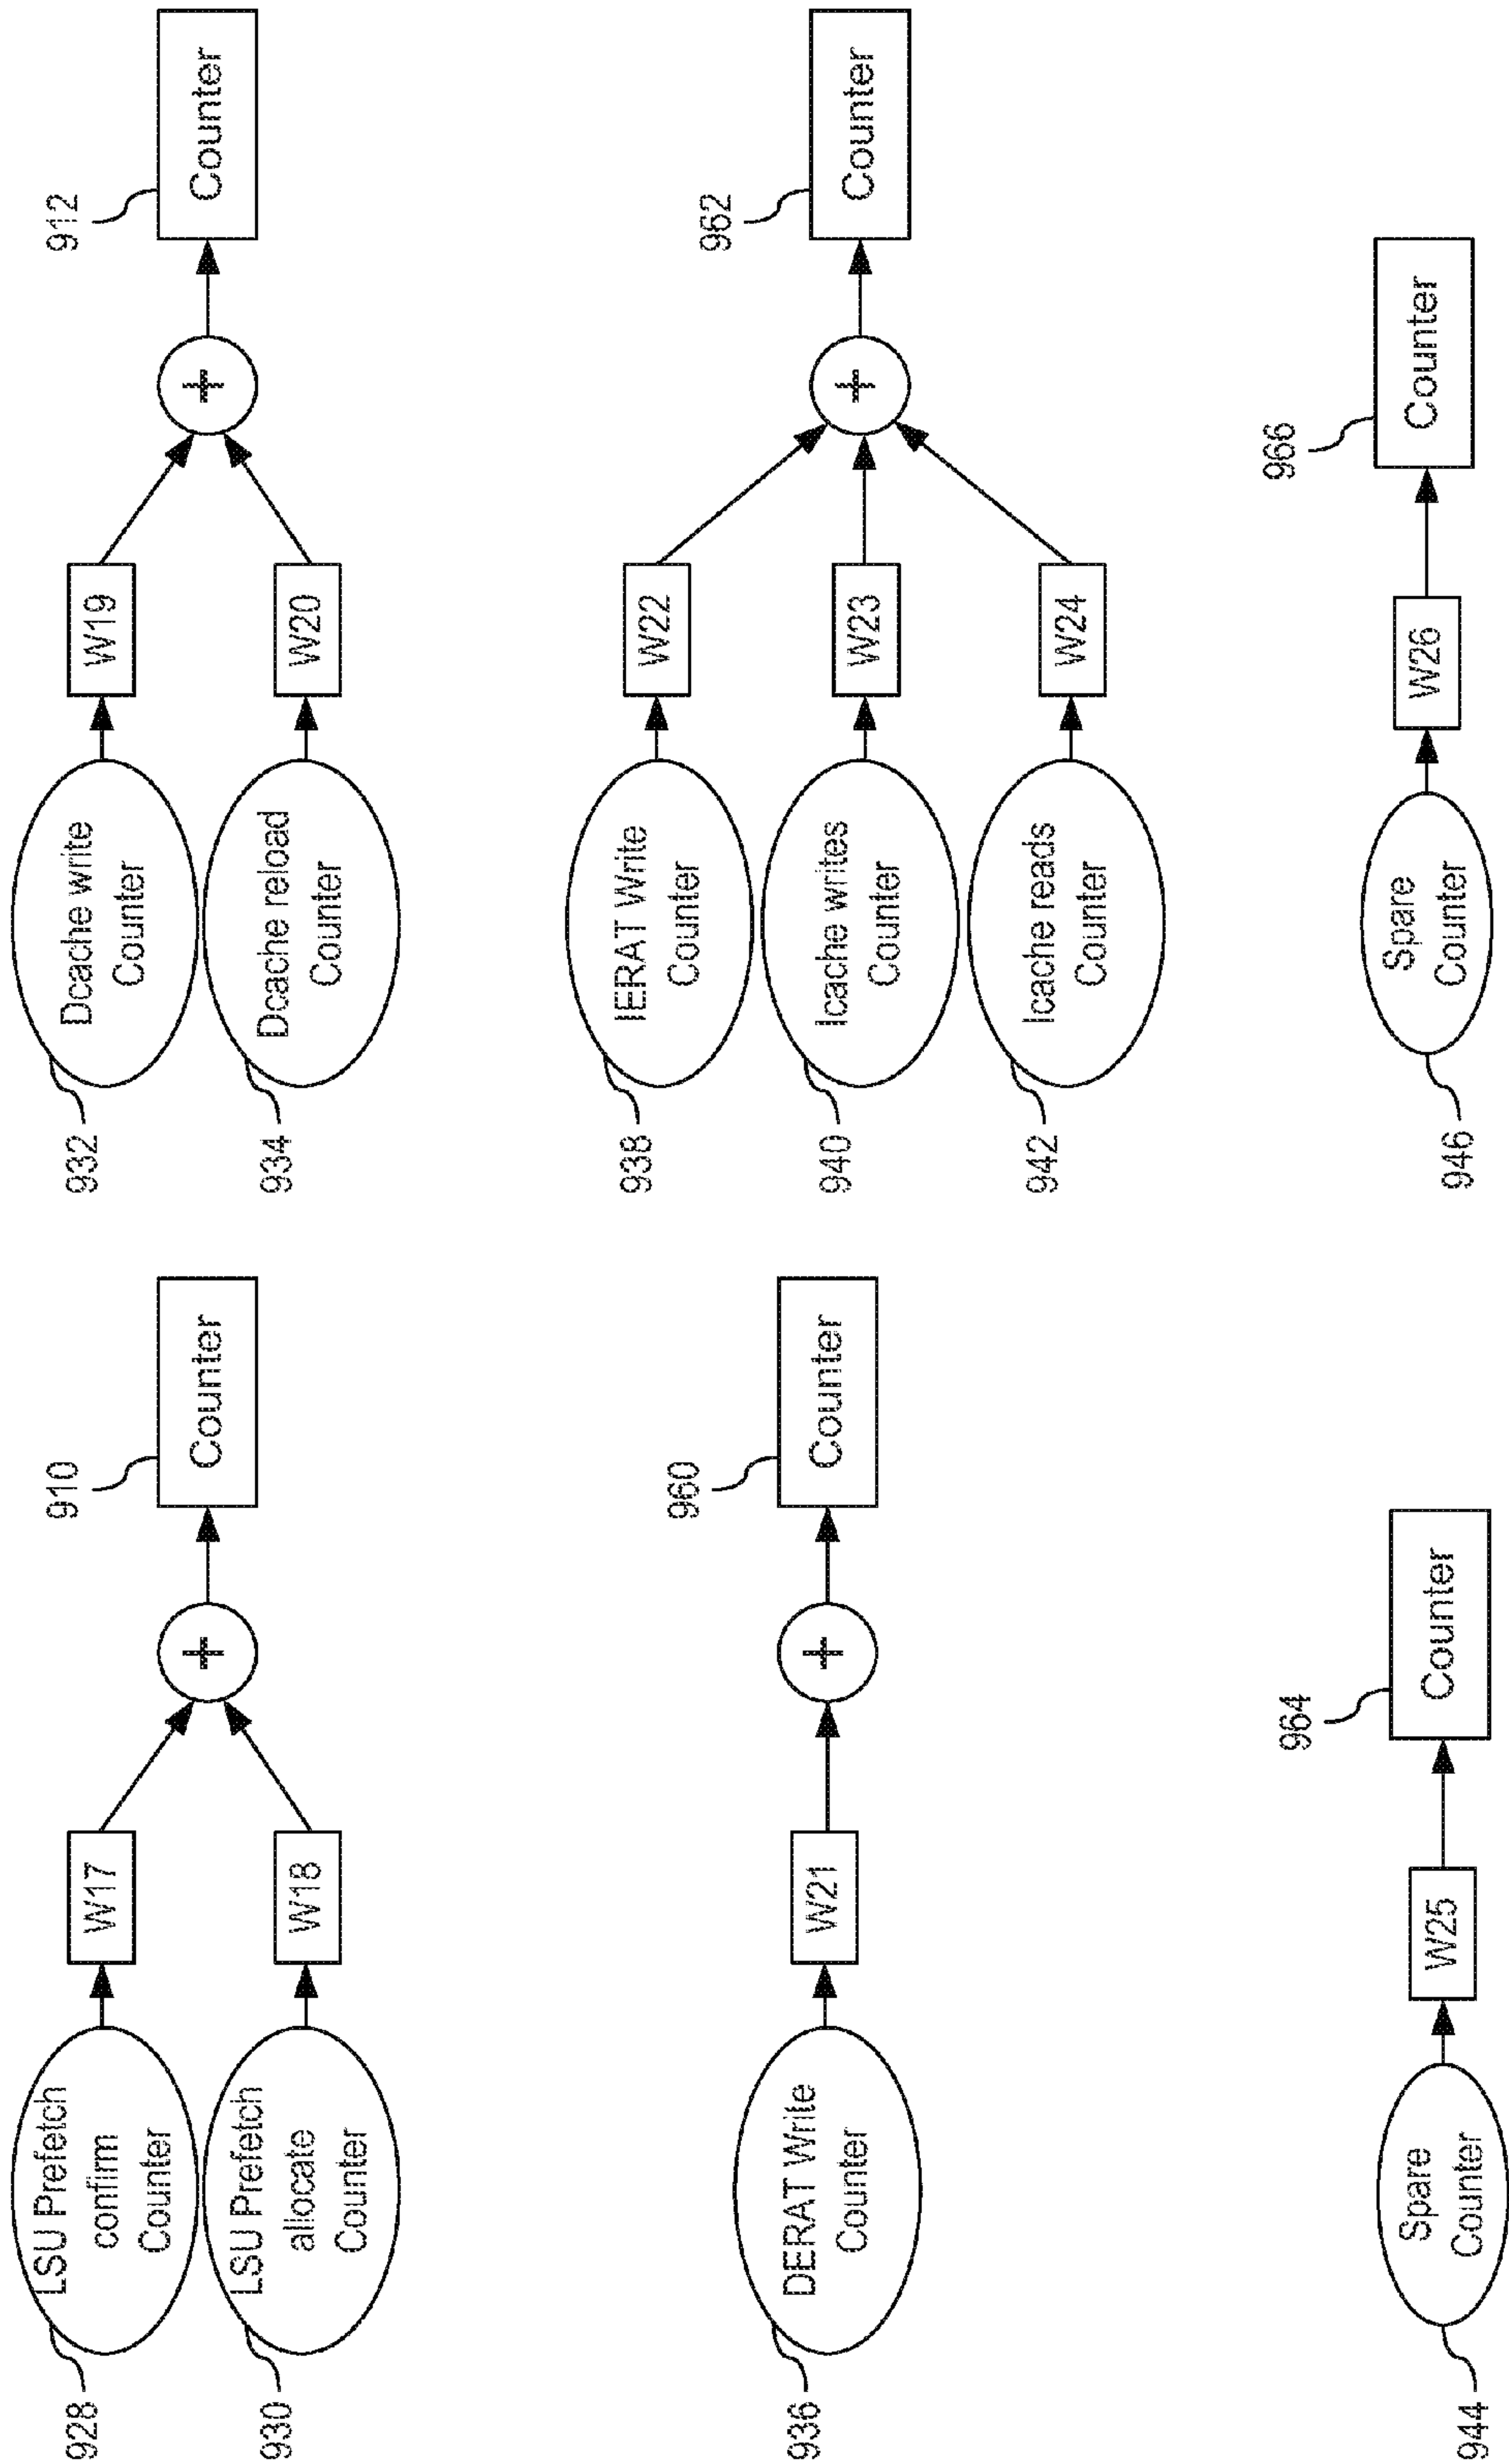 928
LSU Prefetch
confirm
Counter
W17
+
910
Counter
930
LSU Prefetch
allocate
Counter
W18
932
Dcache write
Counter
W19
+
912
Counter
934
Dcache reload
Counter
W20
936
DERAT Write
Counter
W21
+
960
Counter
938
IERAT Write
Counter
W22
+
962
Counter
940
Icache writes
Counter
W23
942
Icache reads
Counter
W24
944
Spare
Counter
W25
964
Counter
946
Spare
Counter
W26
966
Counter